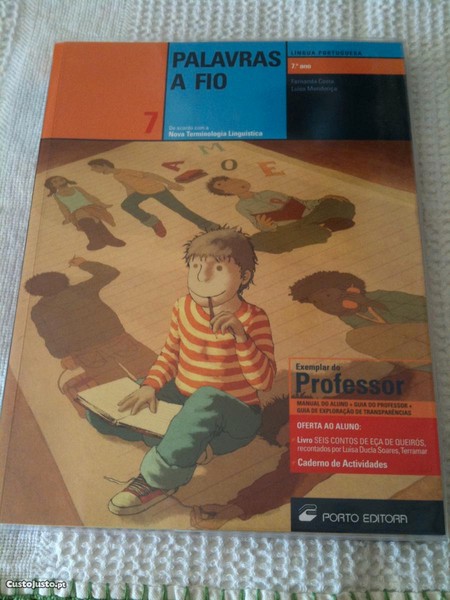 PALAVRAS
A FIO
LÍNGUA PORTUGUESA
7.º ano
Fernanda Costa
Luísa Mendonça
7
De acordo com a
Nova Terminologia Linguística
A M O E
Exemplar do
Professor
MANUAL DO ALUNO + GUIA DO PROFESSOR +
GUIA DE EXPLORAÇÃO DE TRANSPARÊNCIAS
OFERTA AO ALUNO:
Livro SEIS CONTOS DE EÇA DE QUEIRÓS,
recontados por Luísa Ducla Soares, Terramar
Caderno de Actividades
PORTO EDITORA
CustoJusto.pt